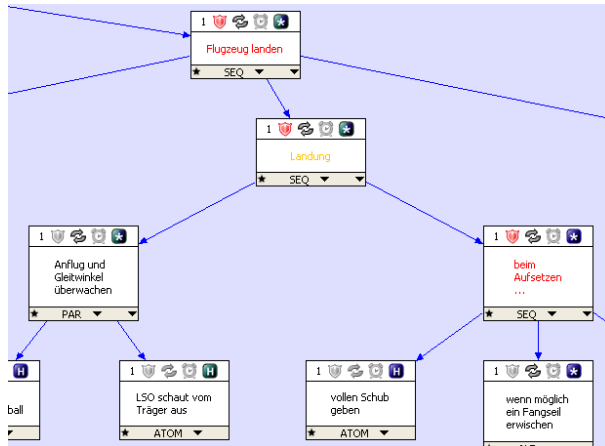 1
Flugzeug landen
★ SEQ ▼ ▼
1 *
Landung
★ SEQ ▼ ▼
1 *
Anflug und
Gleitwinkel
überwachen
★ PAR ▼ ▼
1 *
beim
Aufsetzen
...
★ SEQ ▼ ▼
H
ball
1 H
LSO schaut vom
Träger aus
★ ATOM ▼
1 H
vollen Schub
geben
★ ATOM ▼
1 *
wenn möglich
ein Fangseil
erwischen